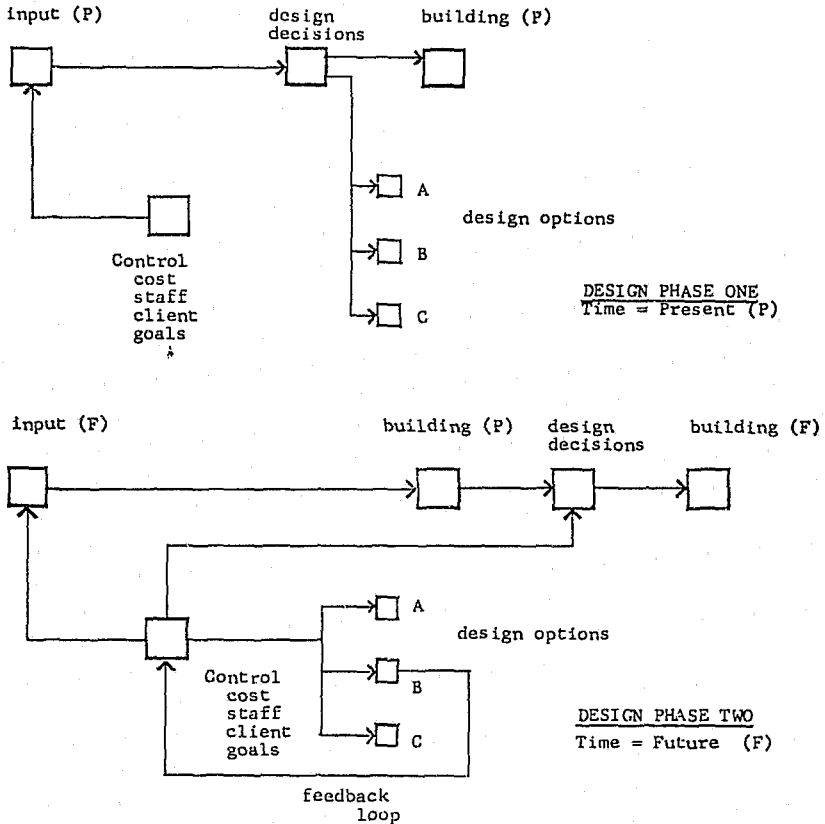 input (P)
design
decisions
building (P)
A
design options
B
C
Control
cost
staff
client
goals
DESIGN PHASE ONE
Time = Present (P)
input (F)
building (P)
design
decisions
building (F)
A
design options
B
C
Control
cost
staff
client
goals
DESIGN PHASE TWO
Time = Future (F)
feedback
loop